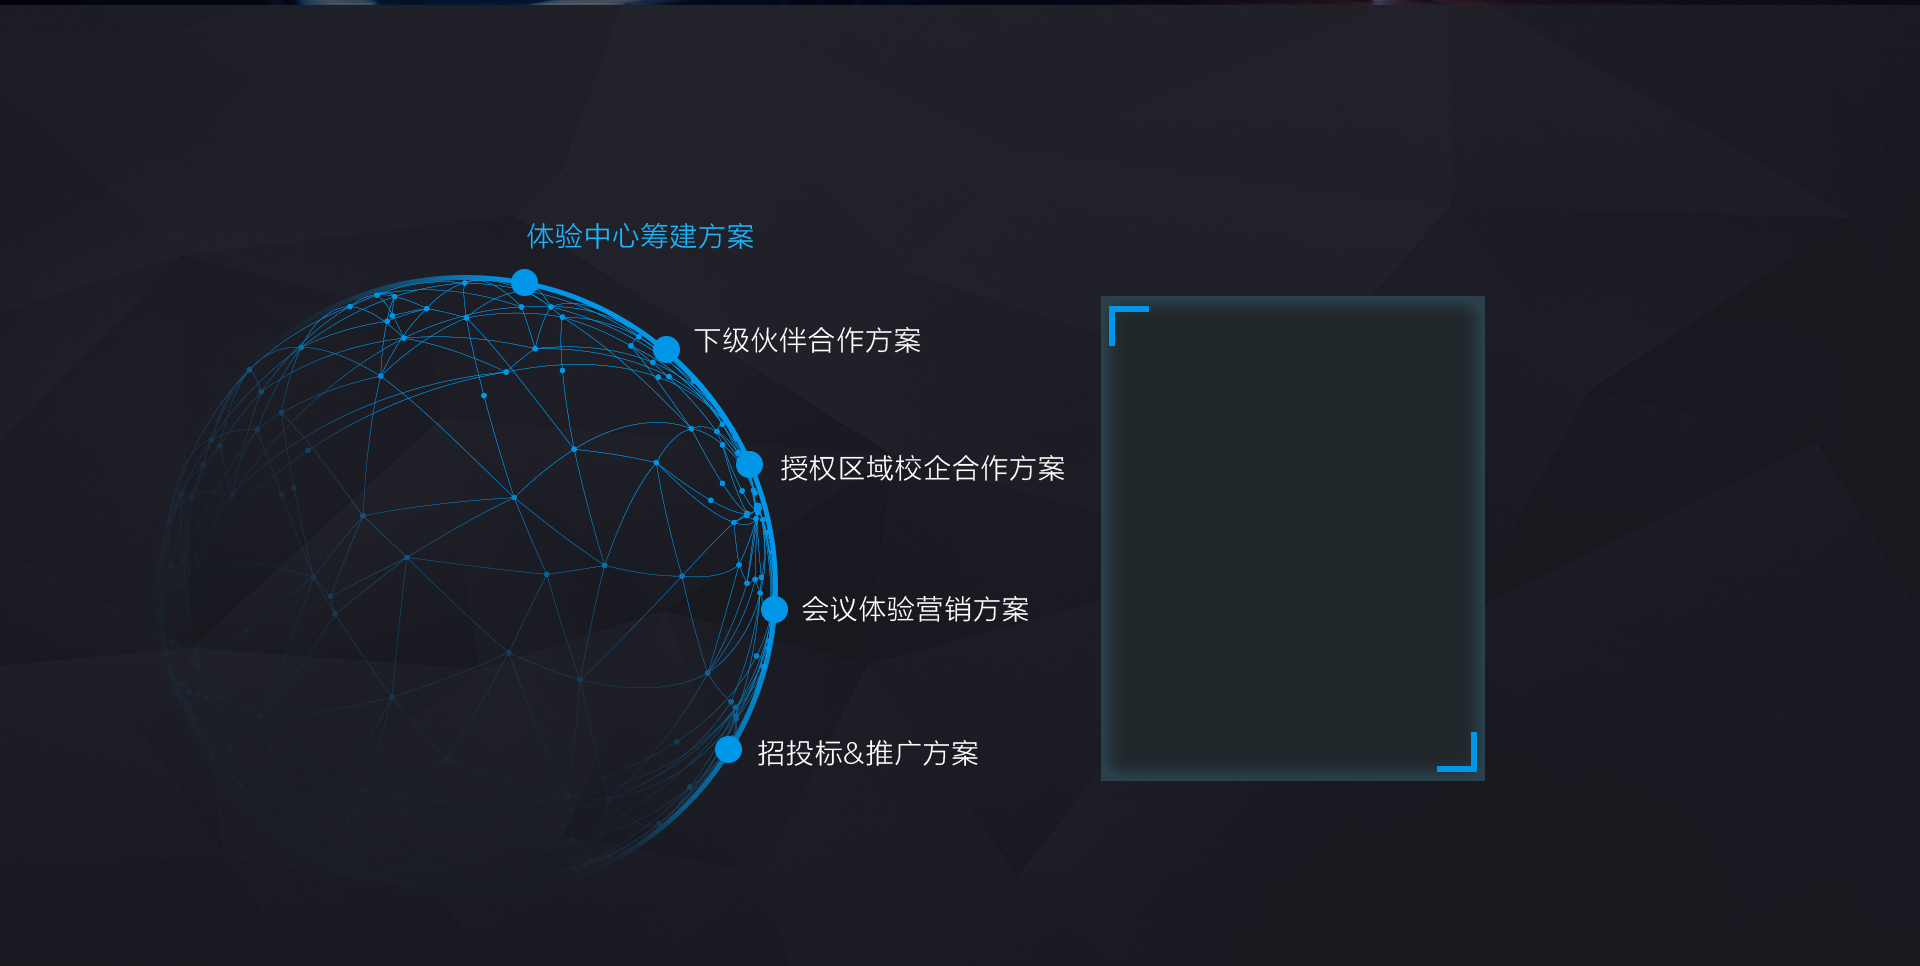 体验中心筹建方案
下级伙伴合作方案
授权区域校企合作方案
会议体验营销方案
招投标&推广方案